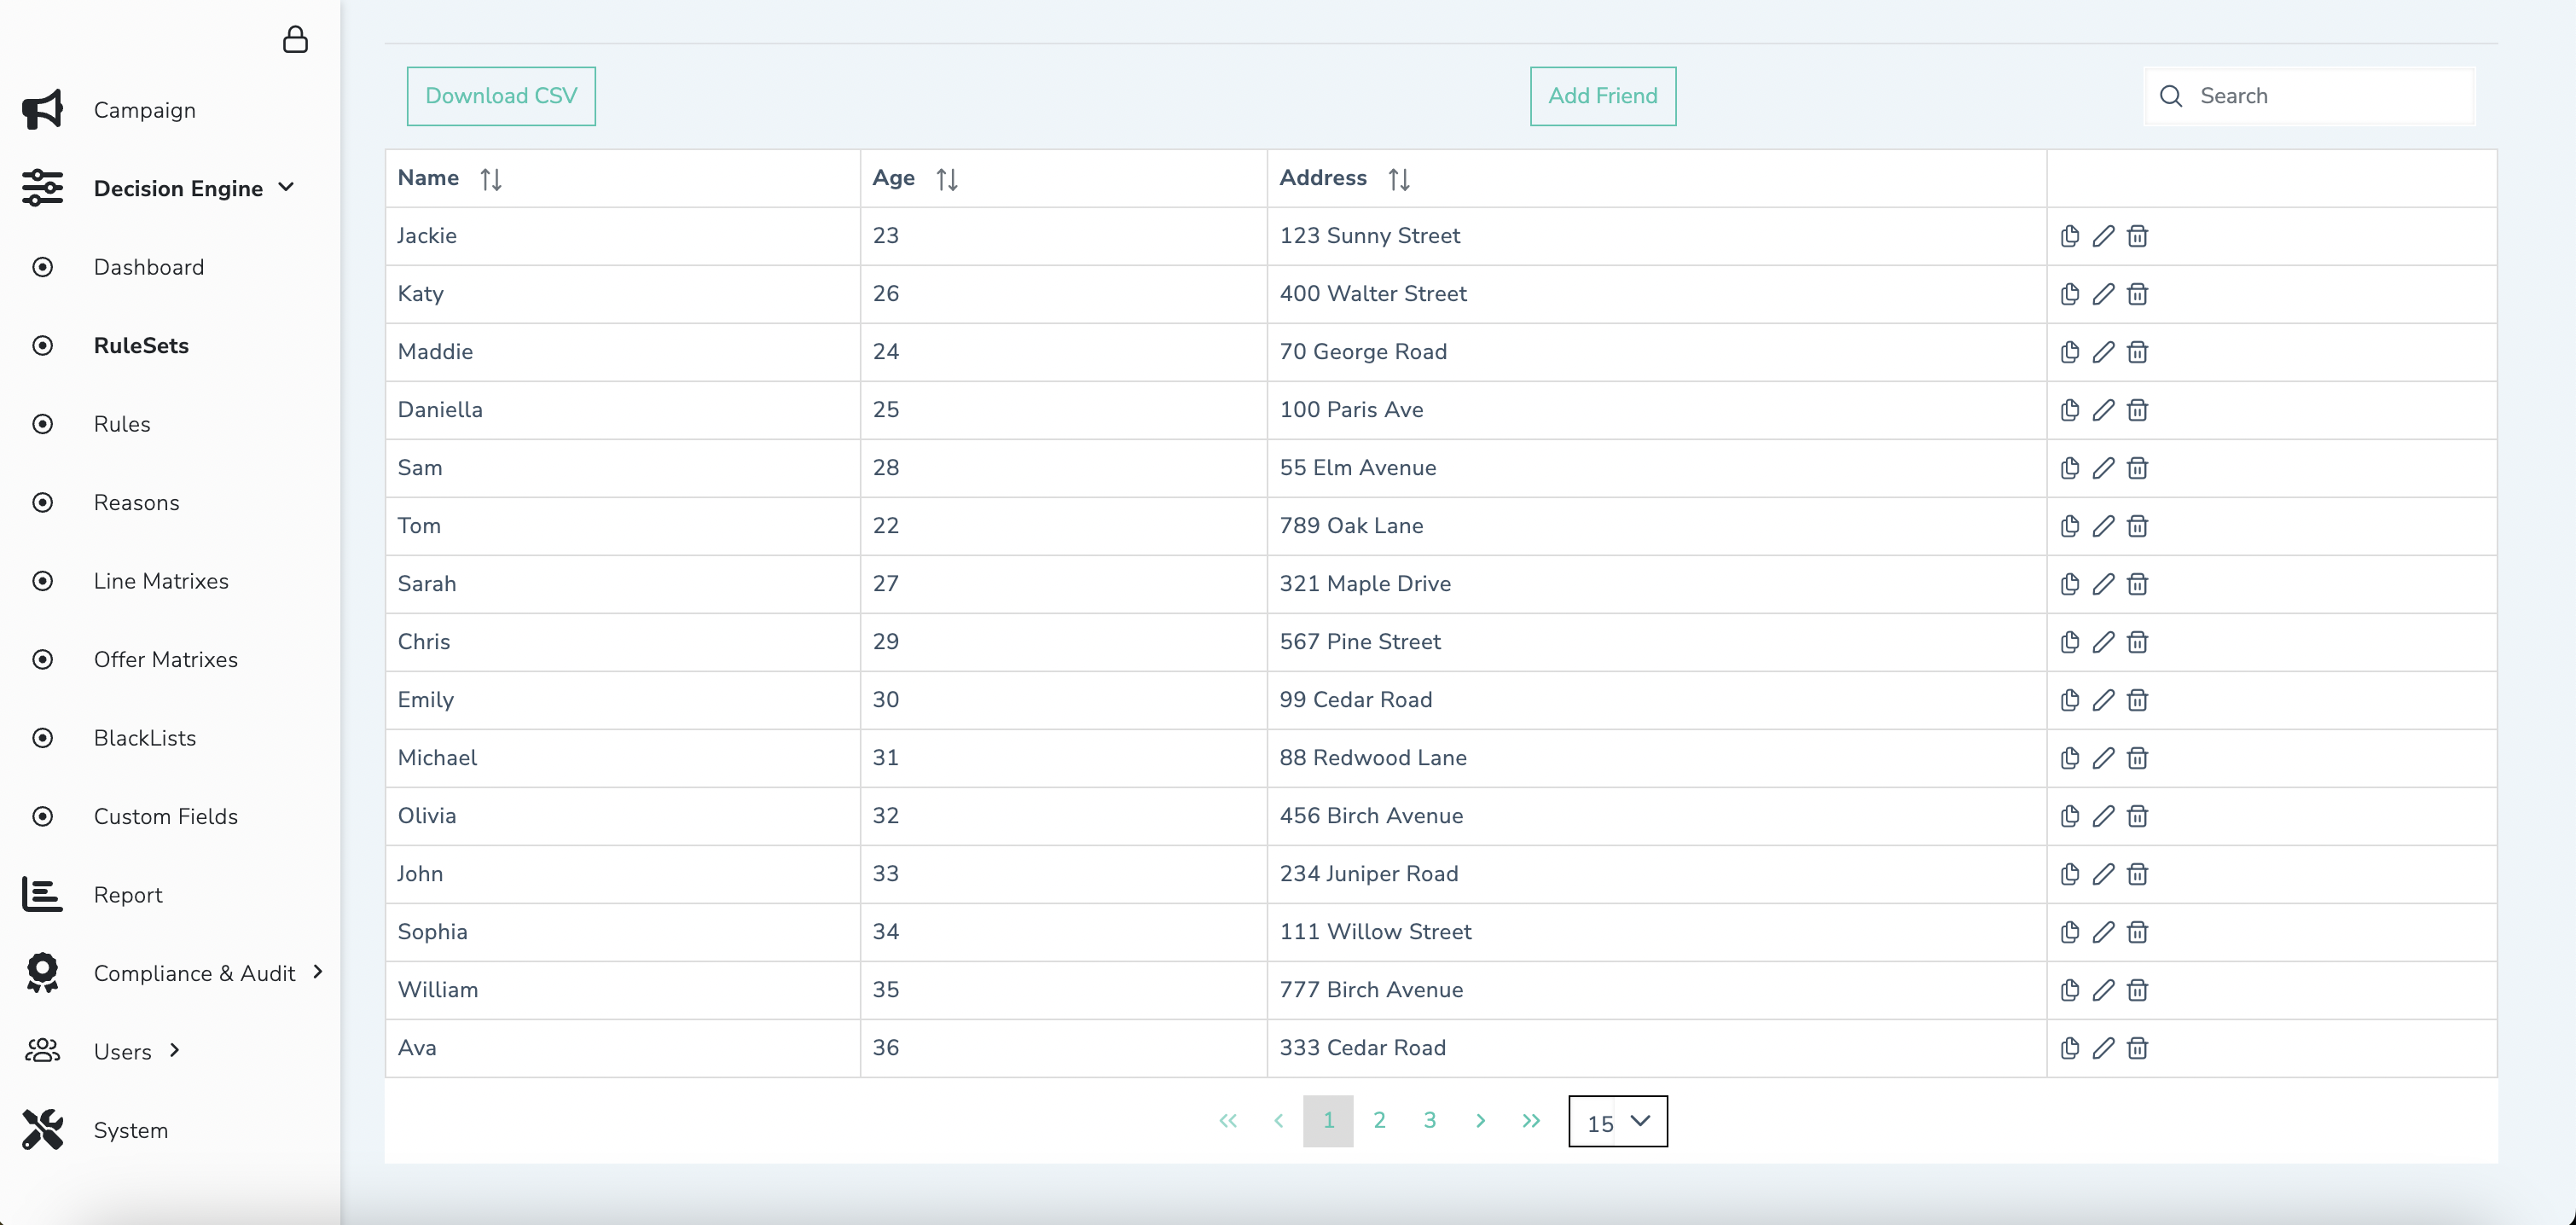 Campaign
Decision Engine
Dashboard
RuleSets
Rules
Reasons
Line Matrixes
Offer Matrixes
BlackLists
Custom Fields
Report
Compliance & Audit
Users
System
Download CSV Add Friend Search
Name Age Address
Jackie 23 123 Sunny Street
Katy 26 400 Walter Street
Maddie 24 70 George Road
Daniella 25 100 Paris Ave
Sam 28 55 Elm Avenue
Tom 22 789 Oak Lane
Sarah 27 321 Maple Drive
Chris 29 567 Pine Street
Emily 30 99 Cedar Road
Michael 31 88 Redwood Lane
Olivia 32 456 Birch Avenue
John 33 234 Juniper Road
Sophia 34 111 Willow Street
William 35 777 Birch Avenue
Ava 36 333 Cedar Road
1 2 3 15